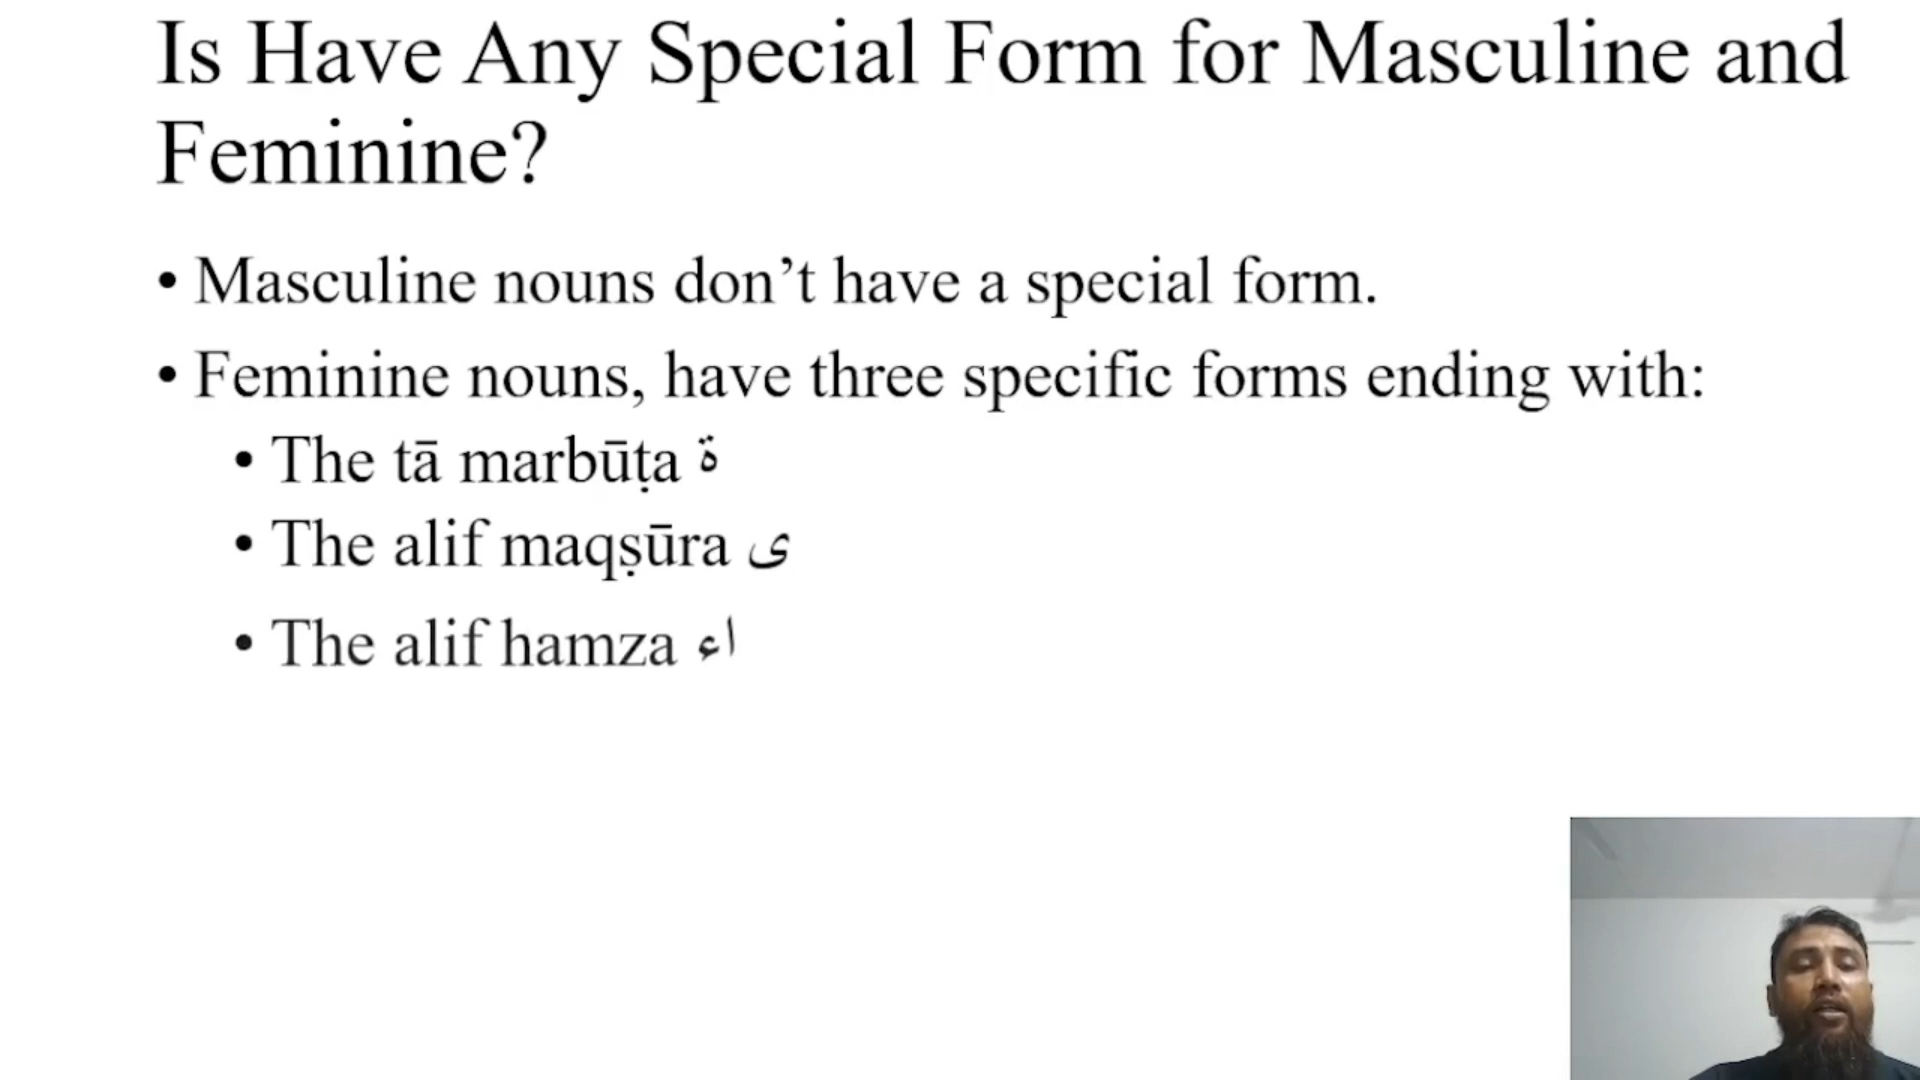 Is Have Any Special Form for Masculine and
Feminine?
• Masculine nouns don’t have a special form.
• Feminine nouns, have three specific forms ending with:
• The tā marbūṭa ة
• The alif maqṣūra ى
• The alif hamza اء